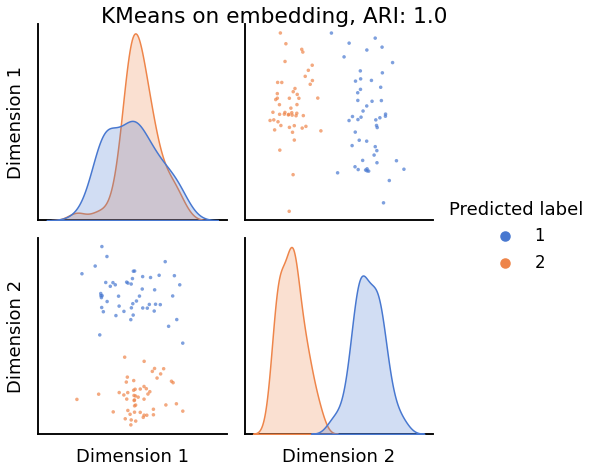 KMeans on embedding, ARI: 1.0
Dimension 1
Dimension 2
Dimension 1
Dimension 2
Predicted label
1
2